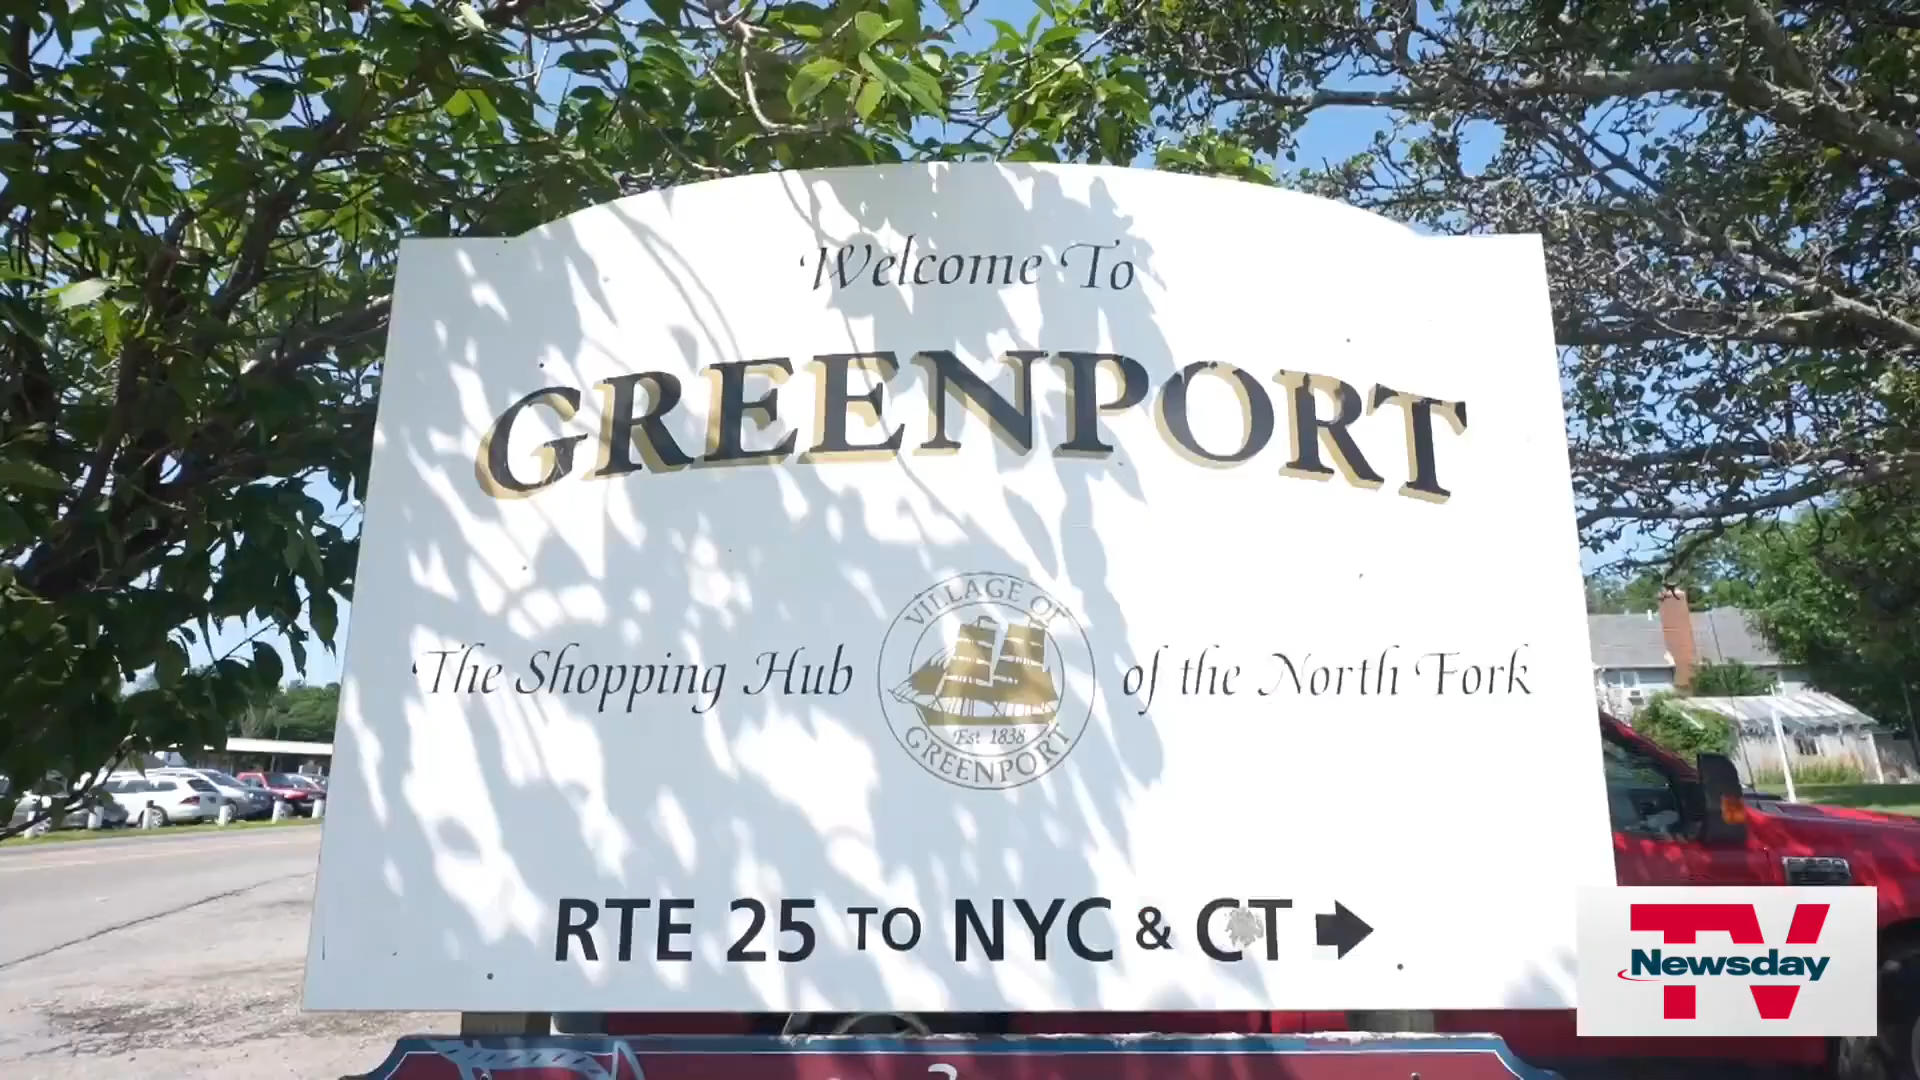 Welcome To
GREENPORT
The Shopping Hub of the North Fork
VILLAGE OF
Est 1838
GREENPORT
RTE 25 TO NYC & CT
TV
Newsday